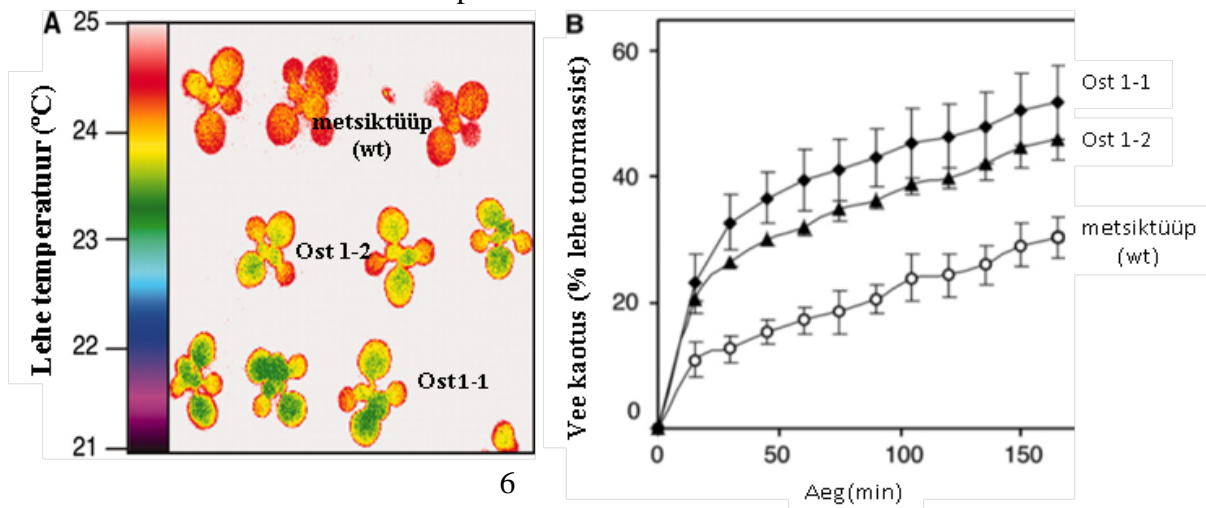 A
25
24
23
22
21
Lehe temperatuur (°C)
metsiktüüp
(wt)
Ost 1-2
Ost1-1
B
60
40
20
0
Vee kaotus (% lehe toormassist)
0
50
100
150
Aeg(min)
Ost 1-1
Ost 1-2
metsiktüüp
(wt)
6